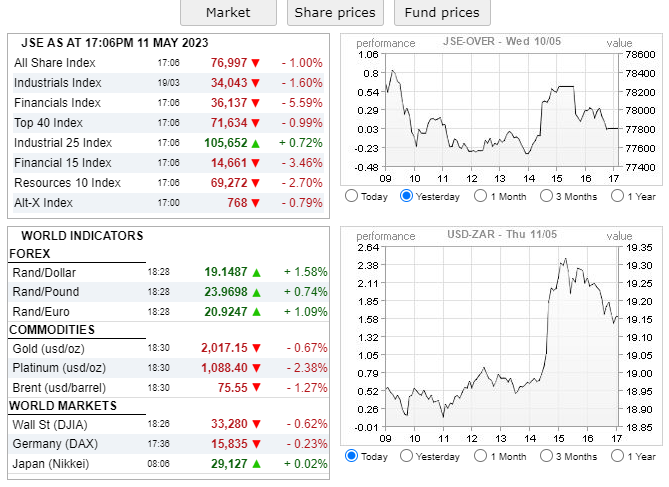 Market Share prices Fund prices
JSE AS AT 17:06PM 11 MAY 2023
All Share Index 17:06 76,997 ▼ - 1.00%
Industrials Index 19/03 34,043 ▼ - 1.60%
Financials Index 17:06 36,137 ▼ - 5.59%
Top 40 Index 17:06 71,634 ▼ - 0.99%
Industrial 25 Index 17:06 105,652 ▲ + 0.72%
Financial 15 Index 17:06 14,661 ▼ - 3.46%
Resources 10 Index 17:06 69,272 ▼ - 2.70%
Alt-X Index 17:00 768 ▼ - 0.79%
performance JSE-OVER - Wed 10/05 value
1.06 78600
0.8 78400
0.54 78200
0.29 78000
0.03 77800
-0.23 77600
-0.48 77400
09 10 11 12 13 14 15 16 17
Today Yesterday 1 Month 3 Months 1 Year
WORLD INDICATORS
FOREX
Rand/Dollar 18:28 19.1487 ▲ + 1.58%
Rand/Pound 18:28 23.9698 ▲ + 0.74%
Rand/Euro 18:28 20.9247 ▲ + 1.09%
COMMODITIES
Gold (usd/oz) 18:30 2,017.15 ▼ - 0.67%
Platinum (usd/oz) 18:30 1,088.40 ▼ - 2.38%
Brent (usd/barrel) 18:30 75.55 ▼ - 1.27%
WORLD MARKETS
Wall St (DJIA) 18:26 33,280 ▼ - 0.62%
Germany (DAX) 17:36 15,835 ▼ - 0.23%
Japan (Nikkei) 08:06 29,127 ▲ + 0.02%
performance USD-ZAR - Thu 11/05 value
2.64 19.35
2.38 19.30
2.11 19.25
1.85 19.20
1.58 19.15
1.32 19.10
1.05 19.05
0.79 19.00
0.52 18.95
0.26 18.90
-0.01 18.85
09 10 11 12 13 14 15 16 17
Today Yesterday 1 Month 3 Months 1 Year